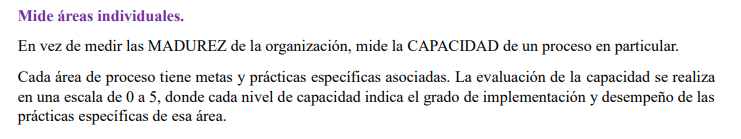 Mide áreas individuales.
En vez de medir las MADUREZ de la organización, mide la CAPACIDAD de un proceso en particular.
Cada área de proceso tiene metas y prácticas específicas asociadas. La evaluación de la capacidad se realiza
en una escala de 0 a 5, donde cada nivel de capacidad indica el grado de implementación y desempeño de las
prácticas específicas de esa área.